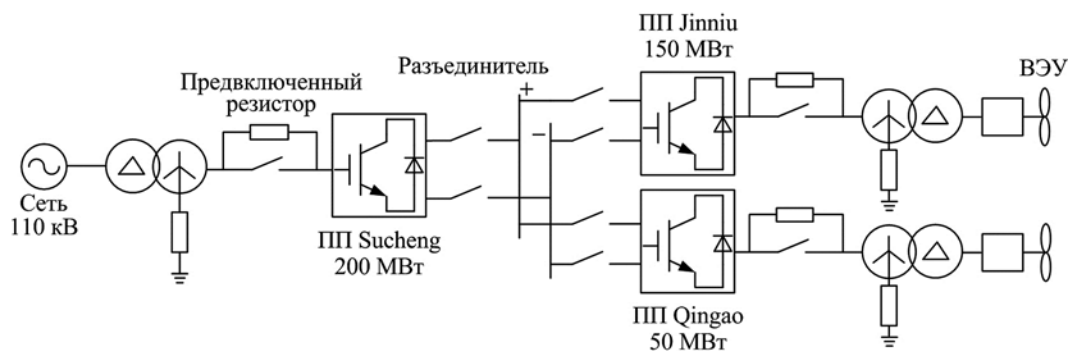 ПП Jinniu
150 МВт
ВЭУ
Предвключенный
резистор
Разъединитель
+
−
Сеть
110 кВ
ПП Sucheng
200 МВт
ПП Qingao
50 МВт